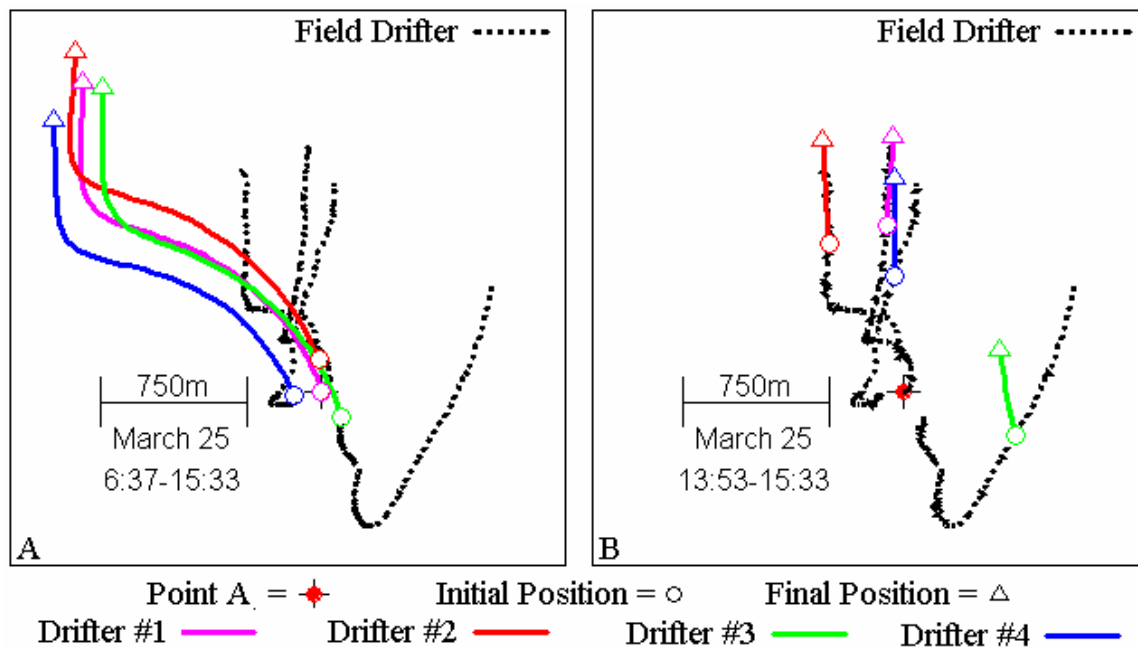 Field Drifter
750m
March 25
6:37-15:33
A
Field Drifter
750m
March 25
13:53-15:33
B
Point A = Initial Position = Final Position =
Drifter #1 Drifter #2 Drifter #3 Drifter #4